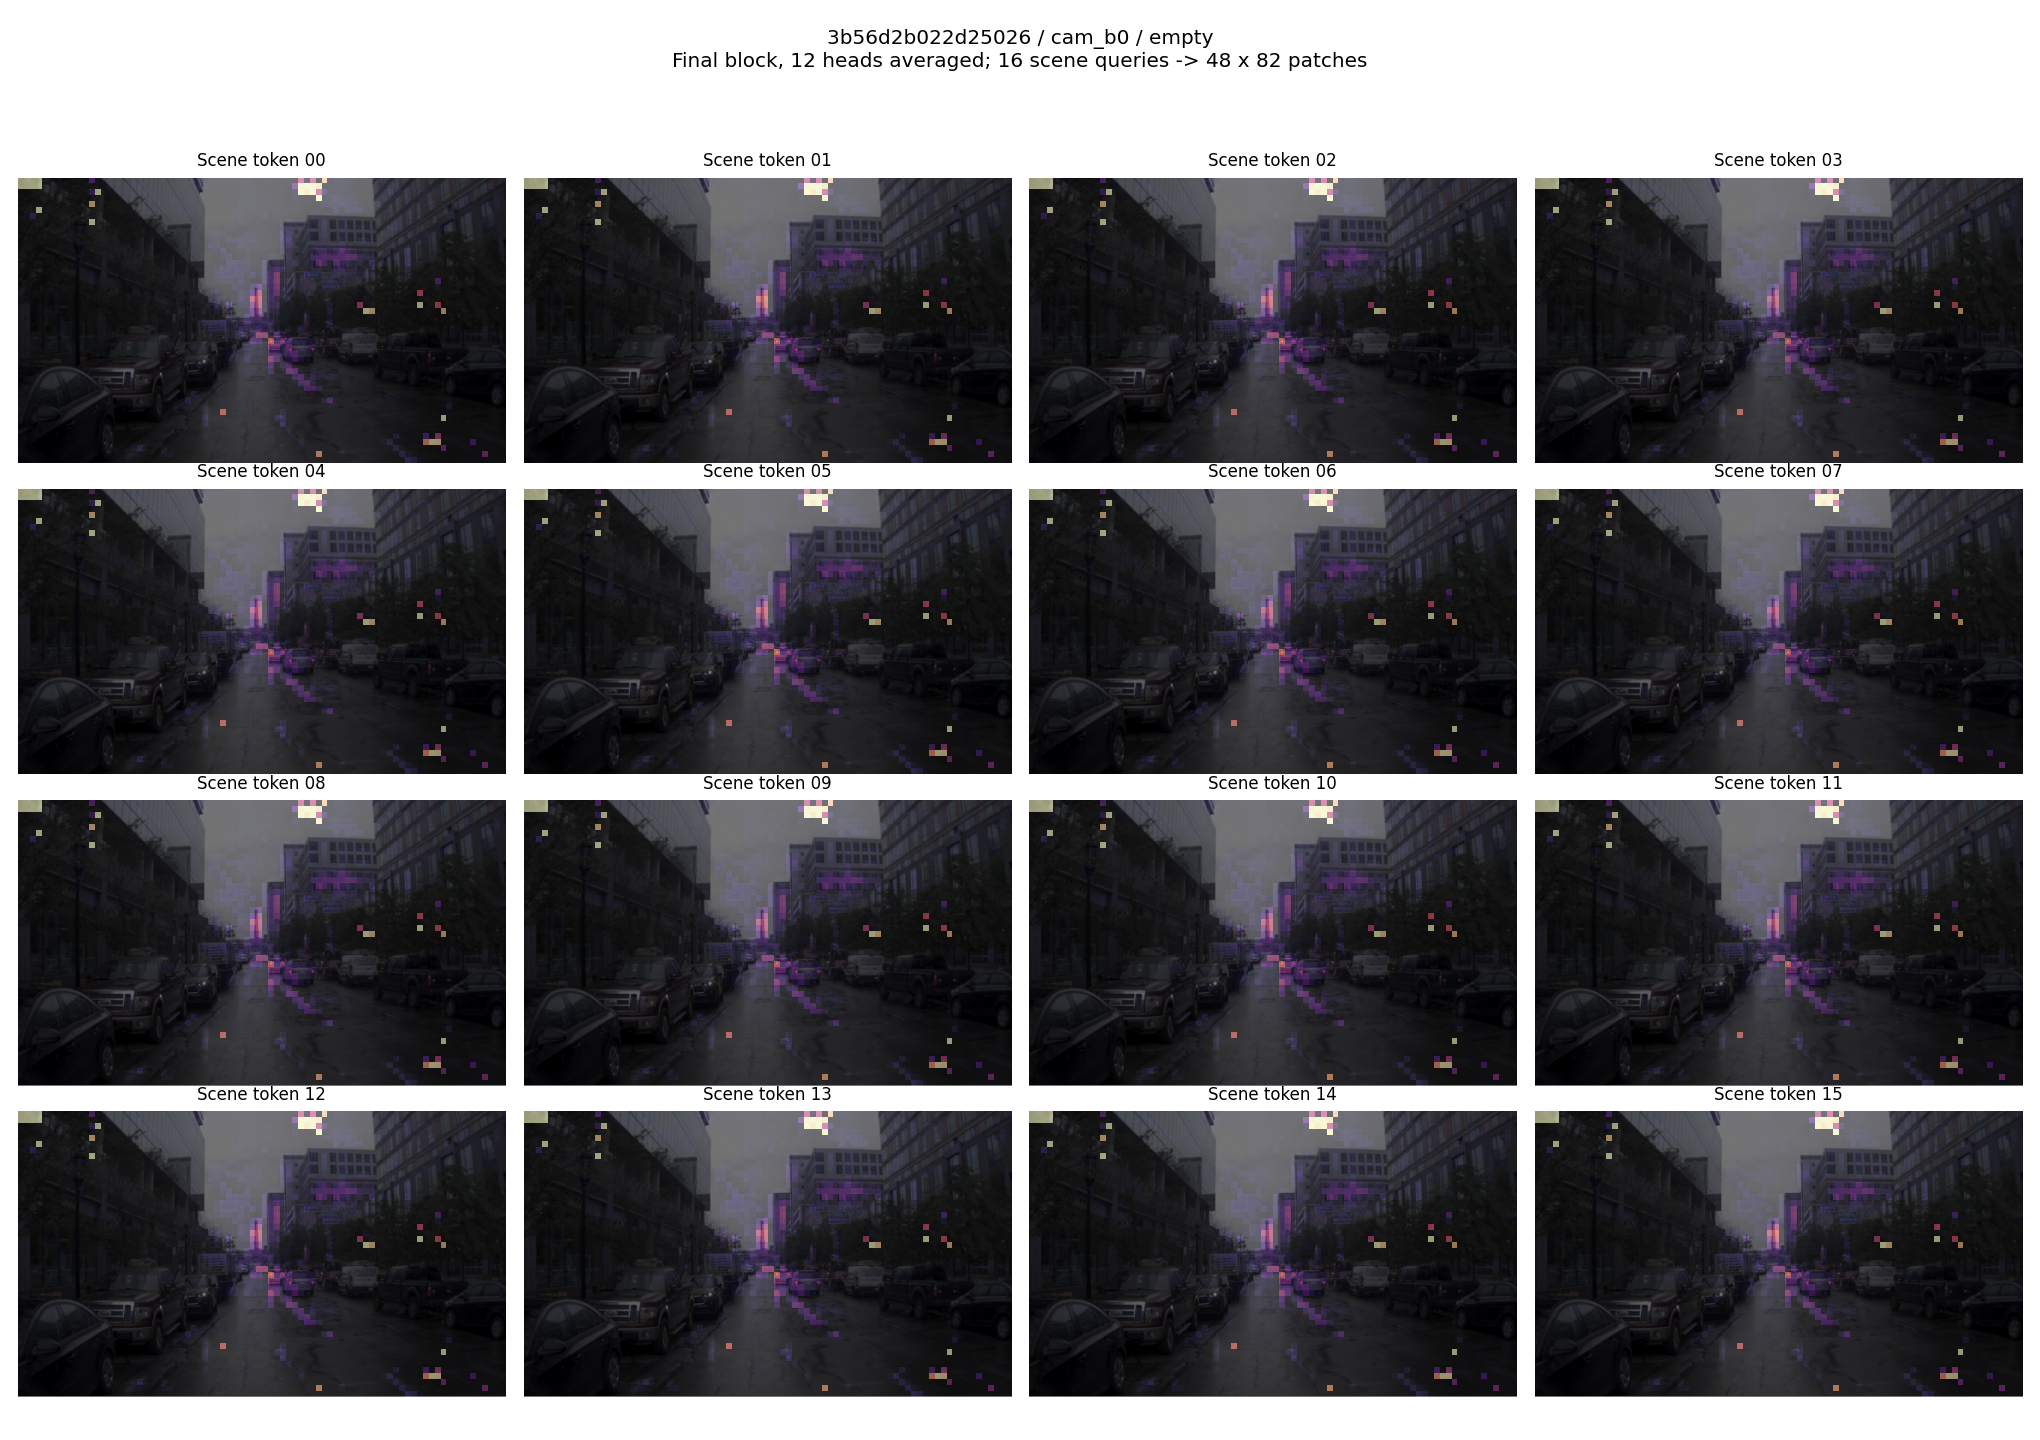 3b56d2b022d25026 / cam_b0 / empty
Final block, 12 heads averaged; 16 scene queries -> 48 x 82 patches
Scene token 00
Scene token 01
Scene token 02
Scene token 03
Scene token 04
Scene token 05
Scene token 06
Scene token 07
Scene token 08
Scene token 09
Scene token 10
Scene token 11
Scene token 12
Scene token 13
Scene token 14
Scene token 15